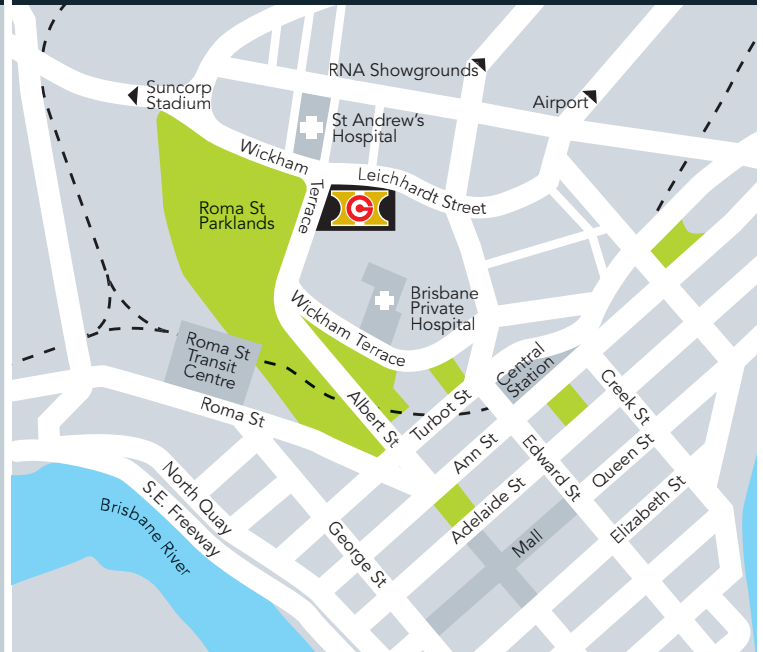 RNA Showgrounds
Suncorp
Stadium
Airport
St Andrew's
Hospital
Wickham
Terrace
Leichhardt Street
G
Roma St
Parklands
Brisbane
Private
Hospital
Wickham Terrace
Roma St
Transit
Centre
Central
Station
Roma St
Albert St
Turbot St
Creek St
Ann St
Edward St
Queen St
North Quay
S.E. Freeway
Adelaide St
Elizabeth St
Brisbane River
George St
Mall